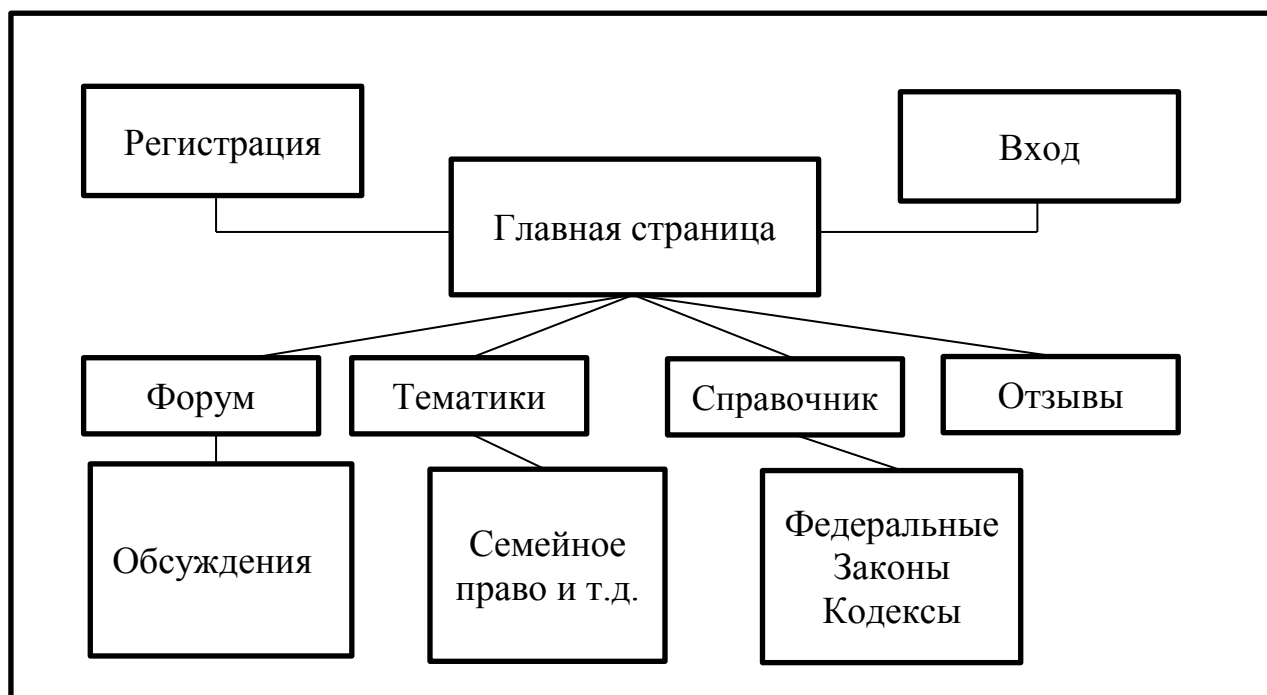 Регистрация
Вход
Главная страница
Форум
Тематики
Справочник
Отзывы
Обсуждения
Семейное
право и т.д.
Федеральные
Законы
Кодексы